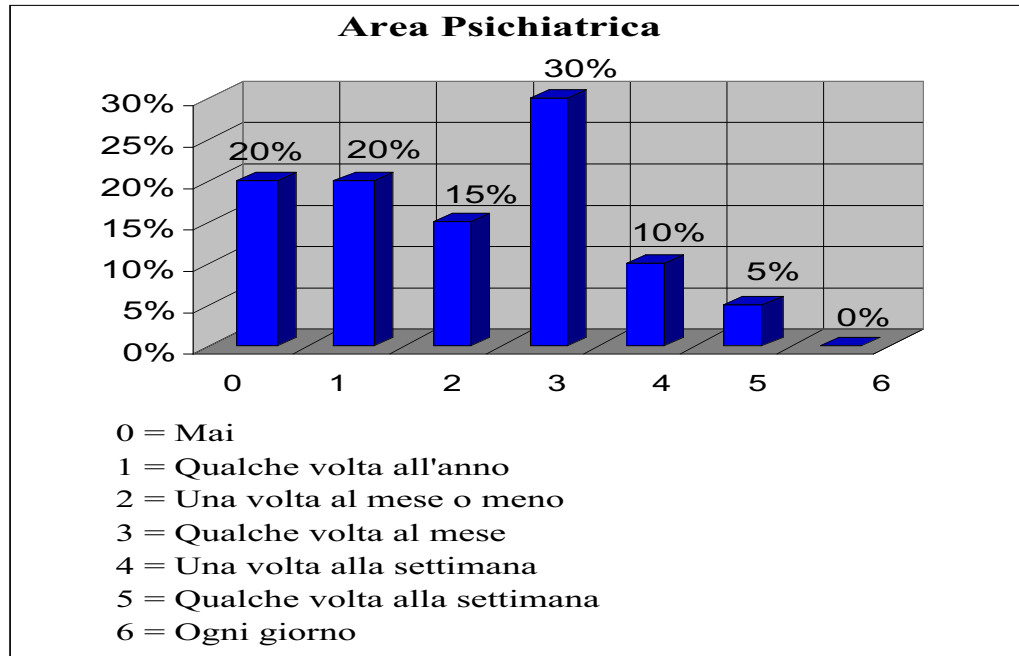 Area Psichiatrica
30%
30%
25%
20%
20%
20%
15%
15%
10%
10%
5%
5%
0%
0%
0 1 2 3 4 5 6
0 = Mai
1 = Qualche volta all'anno
2 = Una volta al mese o meno
3 = Qualche volta al mese
4 = Una volta alla settimana
5 = Qualche volta alla settimana
6 = Ogni giorno